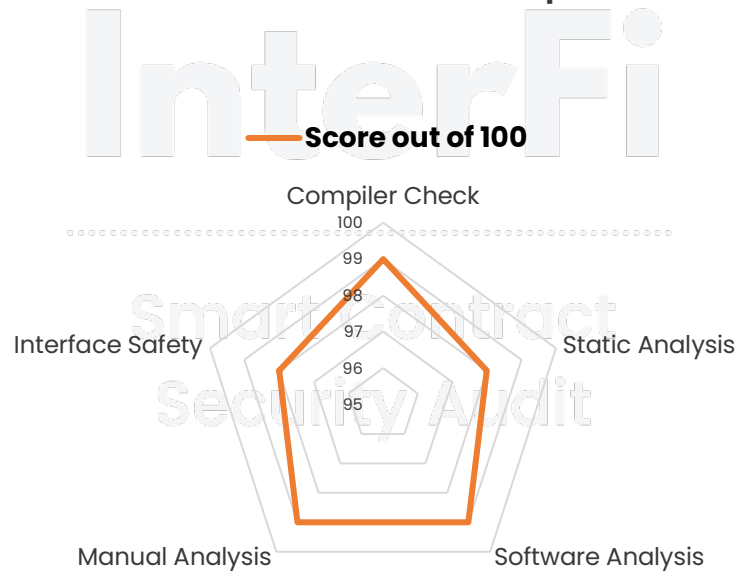 InterFi
Score out of 100
Compiler Check
100
99
98
97
96
95
Smart Contract
Security Audit
Interface Safety
Static Analysis
Manual Analysis
Software Analysis